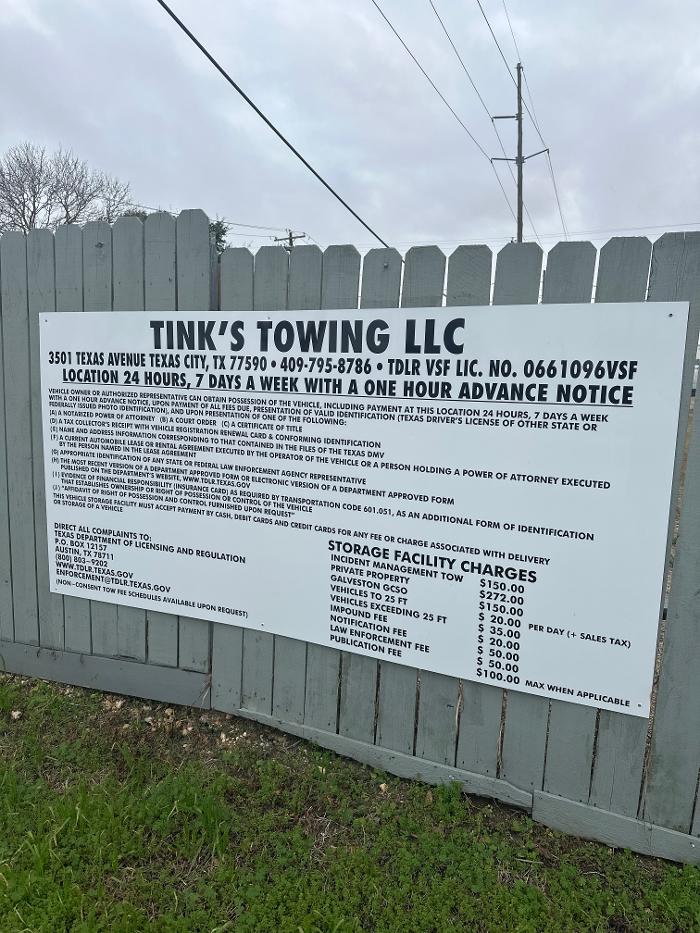 TINK'S TOWING LLC
3501 TEXAS AVENUE TEXAS CITY, TX 77590 • 409-795-8786 • TDLR VSF LIC. NO. 0661096VSF
LOCATION 24 HOURS, 7 DAYS A WEEK WITH A ONE HOUR ADVANCE NOTICE
VEHICLE OWNER OR AUTHORIZED REPRESENTATIVE CAN OBTAIN POSSESSION OF THE VEHICLE, INCLUDING PAYMENT AT THIS LOCATION 24 HOURS, 7 DAYS A WEEK
WITH A ONE HOUR ADVANCE NOTICE, UPON PAYMENT OF ALL FEES DUE, PRESENTATION OF VALID IDENTIFICATION (TEXAS DRIVER'S LICENSE OF OTHER STATE OR
FEDERALLY ISSUED PHOTO IDENTIFICATION), AND UPON PRESENTATION OF ONE OF THE FOLLOWING:
(A) A NOTARIZED POWER OF ATTORNEY (B) A COURT ORDER (C) A CERTIFICATE OF TITLE
(D) A TAX COLLECTOR'S RECEIPT WITH VEHICLE REGISTRATION RENEWAL CARD & CONFORMING IDENTIFICATION
(E) NAME AND ADDRESS INFORMATION CORRESPONDING TO THAT CONTAINED IN THE FILES OF THE TEXAS DMV
(F) A CURRENT AUTOMOBILE LEASE OR RENTAL AGREEMENT EXECUTED BY THE OPERATOR OF THE VEHICLE OR A PERSON HOLDING A POWER OF ATTORNEY EXECUTED
BY THE PERSON NAMED IN THE LEASE AGREEMENT
(G) APPROPRIATE IDENTIFICATION OF ANY STATE OR FEDERAL LAW ENFORCEMENT AGENCY REPRESENTATIVE
(H) THE MOST RECENT VERSION OF A DEPARTMENT APPROVED FORM OR ELECTRONIC VERSION OF A DEPARTMENT APPROVED FORM
PUBLISHED ON THE DEPARTMENT'S WEBSITE, WWW.TDLR.TEXAS.GOV
(I) EVIDENCE OF FINANCIAL RESPONSIBILITY (INSURANCE CARD) AS REQUIRED BY TRANSPORTATION CODE 601.051, AS AN ADDITIONAL FORM OF IDENTIFICATION
THAT ESTABLISHES OWNERSHIP OR RIGHT OF POSSESSION OR CONTROL OF THE VEHICLE
(J) "AFFIDAVIT OF RIGHT OF POSSESSION AND CONTROL FURNISHED UPON REQUEST"
THIS VEHICLE STORAGE FACILITY MUST ACCEPT PAYMENT BY CASH, DEBIT CARDS AND CREDIT CARDS FOR ANY FEE OR CHARGE ASSOCIATED WITH DELIVERY
OR STORAGE OF A VEHICLE
DIRECT ALL COMPLAINTS TO:
TEXAS DEPARTMENT OF LICENSING AND REGULATION
P.O. BOX 12157
AUSTIN, TX 78711
(800) 803-9202
WWW.TDLR.TEXAS.GOV
ENFORCEMENT@TDLR.TEXAS.GOV
(NON-CONSENT TOW FEE SCHEDULES AVAILABLE UPON REQUEST)
STORAGE FACILITY CHARGES
INCIDENT MANAGEMENT TOW $150.00
PRIVATE PROPERTY $272.00
GALVESTON GCSO $150.00
VEHICLES TO 25 FT $ 20.00 PER DAY (+ SALES TAX)
VEHICLES EXCEEDING 25 FT $ 35.00
IMPOUND FEE $ 20.00
NOTIFICATION FEE $ 50.00
LAW ENFORCEMENT FEE $ 50.00
PUBLICATION FEE $100.00 MAX WHEN APPLICABLE